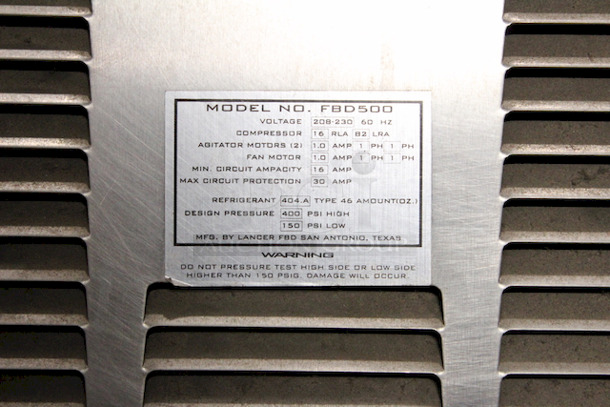 MODEL NO. FBD500
VOLTAGE 208-230 60 HZ
COMPRESSOR 16 RLA 82 LRA
AGITATOR MOTORS (2) 1.0 AMP 1 PH 1 PH
FAN MOTOR 1.0 AMP 1 PH 1 PH
MIN. CIRCUIT AMPACITY 16 AMP
MAX CIRCUIT PROTECTION 30 AMP
REFRIGERANT 404.A TYPE 46 AMOUNT(OZ.)
DESIGN PRESSURE 400 PSI HIGH
150 PSI LOW
MFG. BY LANCER FBD SAN ANTONIO, TEXAS
WARNING
DO NOT PRESSURE TEST HIGH SIDE OR LOW SIDE
HIGHER THAN 150 PSIG. DAMAGE WILL OCCUR.